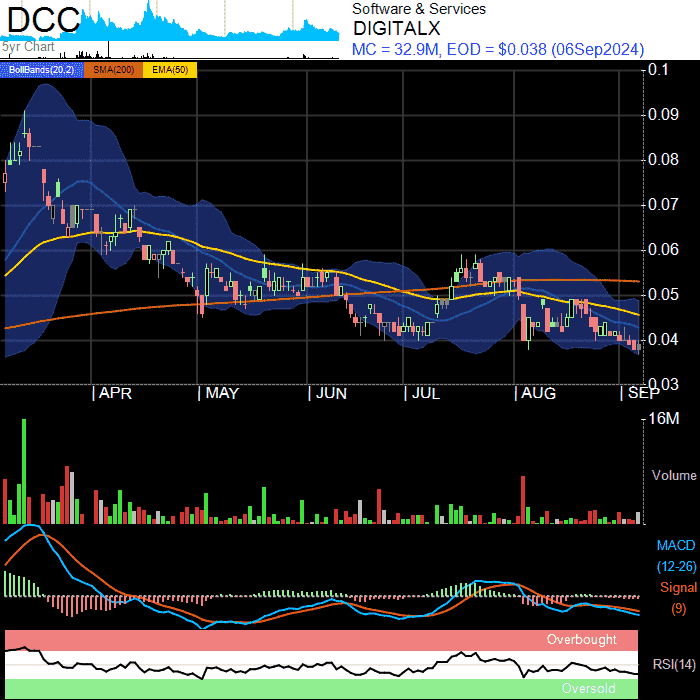 DCC
5yr Chart
Software & Services
DIGITALX
MC = 32.9M, EOD = $0.038 (06Sep2024)
BollBands(20,2) SMA(200) EMA(50)
0.1
0.09
0.08
0.07
0.06
0.05
0.04
0.03
APR MAY JUN JUL AUG SEP
16M
Volume
MACD
(12-26)
Signal
(9)
Overbought
RSI(14)
Oversold